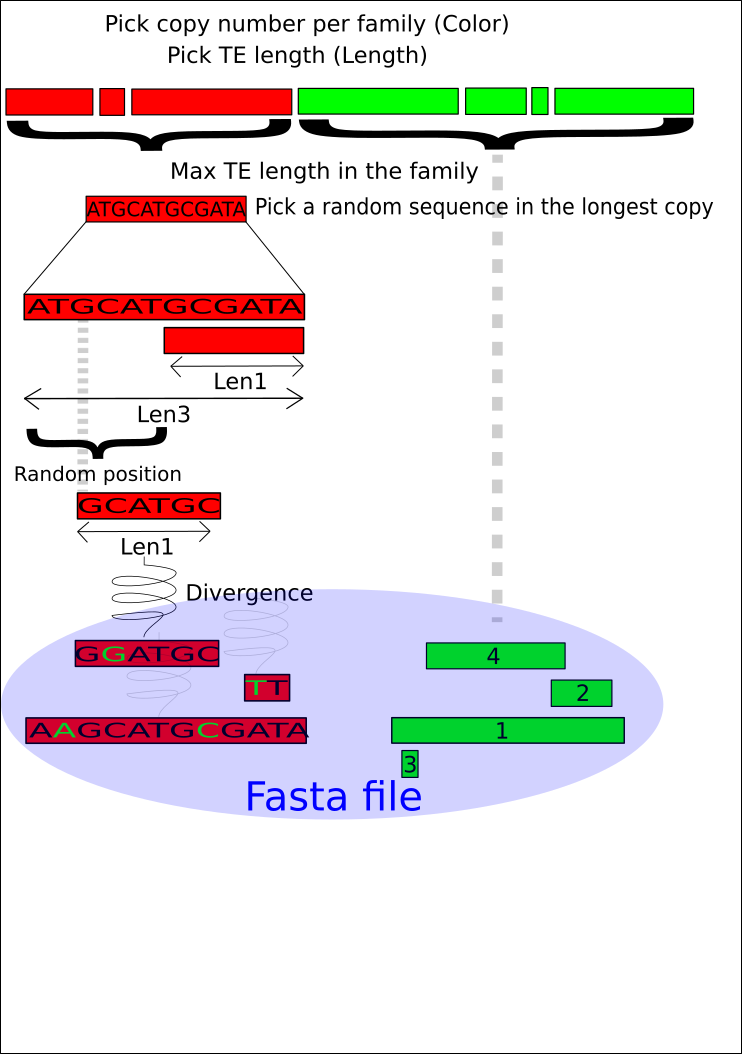 Pick copy number per family (Color)
Pick TE length (Length)
Max TE length in the family
ATGCATGCGATA
Pick a random sequence in the longest copy
ATGCATGCGATA
Len1
Len3
Random position
GCATGC
Len1
Divergence
GGATGC
4
TT
2
AAGCATGCGATA
1
3
Fasta file